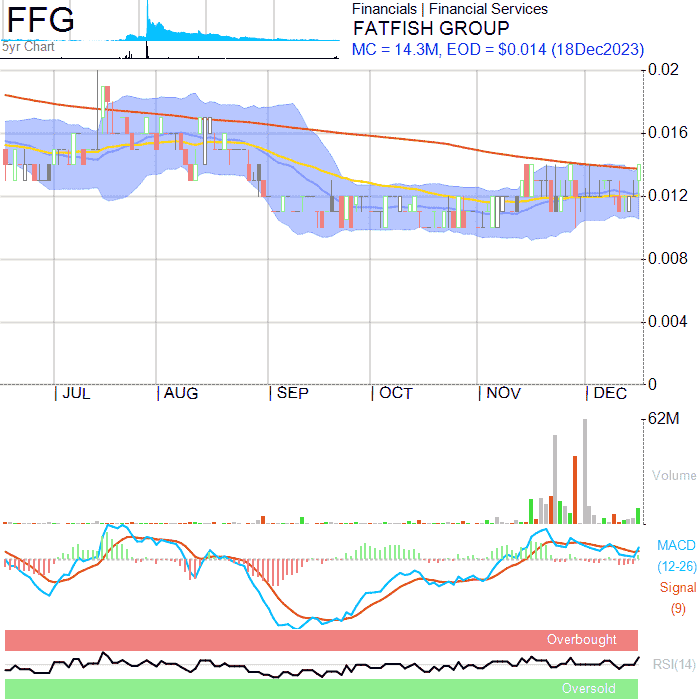 FFG
5yr Chart
Financials | Financial Services
FATFISH GROUP
MC = 14.3M, EOD = $0.014 (18Dec2023)
0.02
0.016
0.012
0.008
0.004
0
| JUL | AUG | SEP | OCT | NOV | DEC
62M
Volume
MACD
(12-26)
Signal
(9)
Overbought
RSI(14)
Oversold